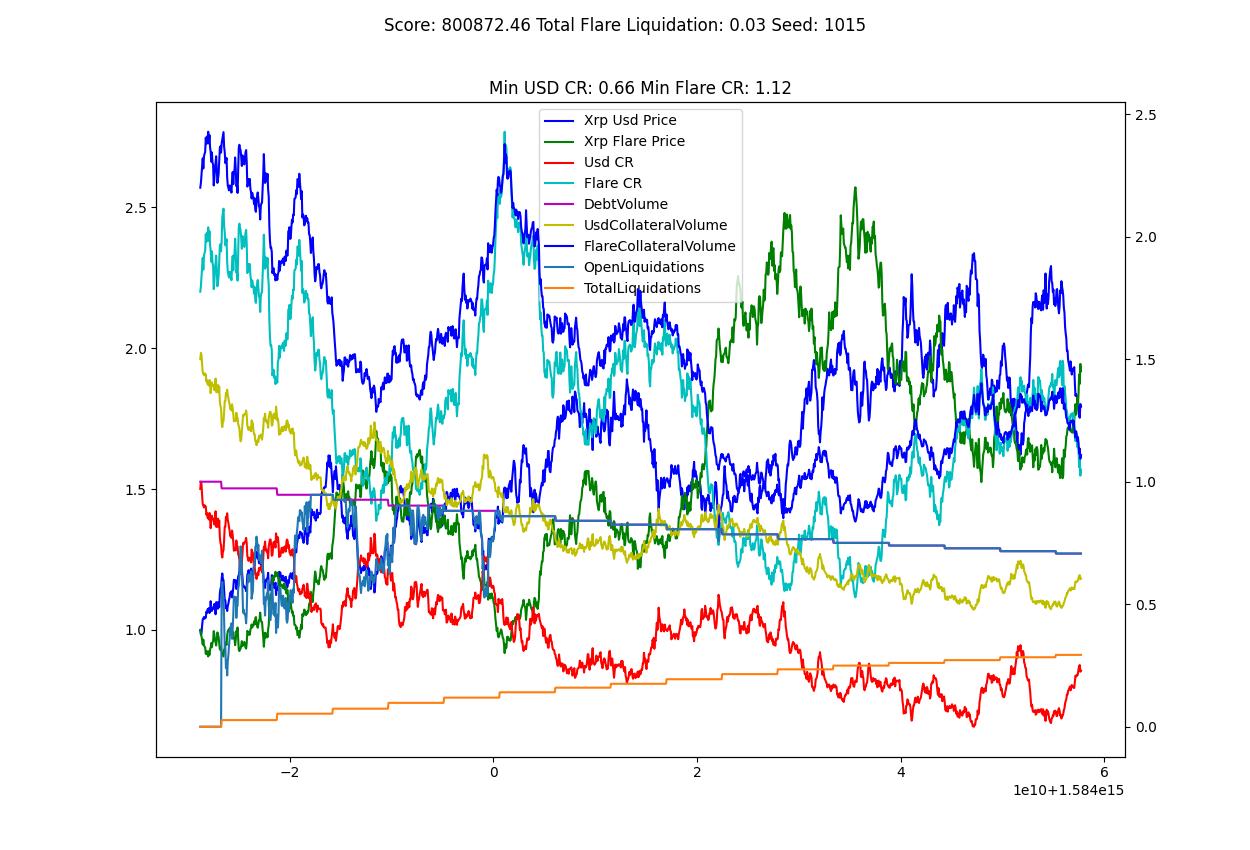 Score: 800872.46 Total Flare Liquidation: 0.03 Seed: 1015
Min USD CR: 0.66 Min Flare CR: 1.12
Xrp Usd Price
Xrp Flare Price
Usd CR
Flare CR
DebtVolume
UsdCollateralVolume
FlareCollateralVolume
OpenLiquidations
TotalLiquidations
2.5
2.0
1.5
1.0
2.5
2.0
1.5
1.0
0.5
0.0
−2
0
2
4
6
1e10+1.584e15